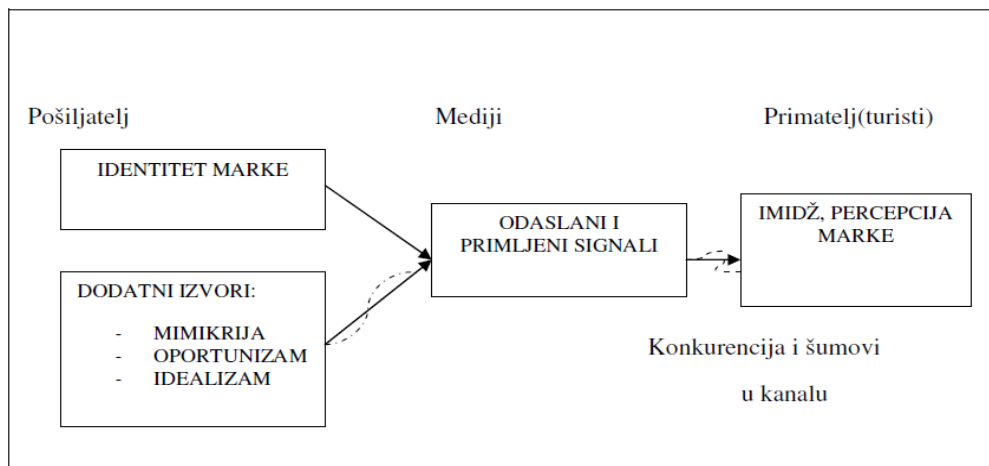 Pošiljatelj
Mediji
Primatelj(turisti)
IDENTITET MARKE
ODASLANI I
PRIMLJENI SIGNALI
IMIDŽ, PERCEPCIJA
MARKE
DODATNI IZVORI:
- MIMIKRIJA
- OPORTUNIZAM
- IDEALIZAM
Konkurencija i šumovi
u kanalu